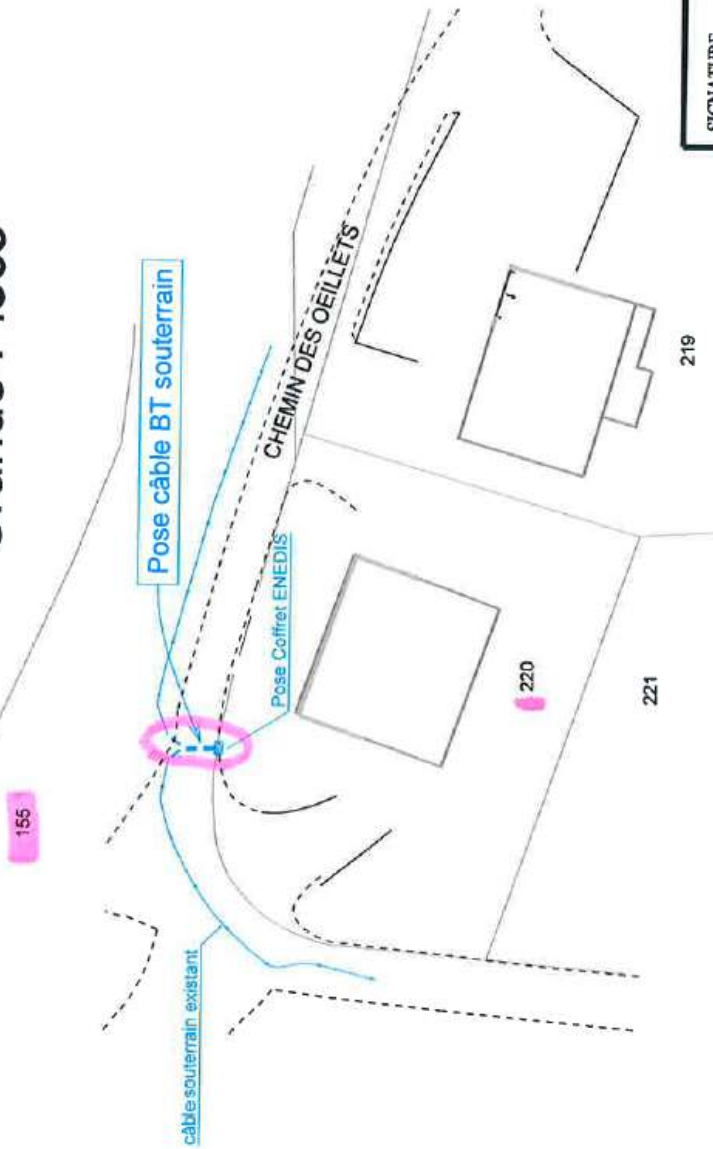 155
Pose câble BT souterrain
CHEMIN DES OEILLETS
Pose Coffret ENEDIS
câble souterrain existant
220
219
221